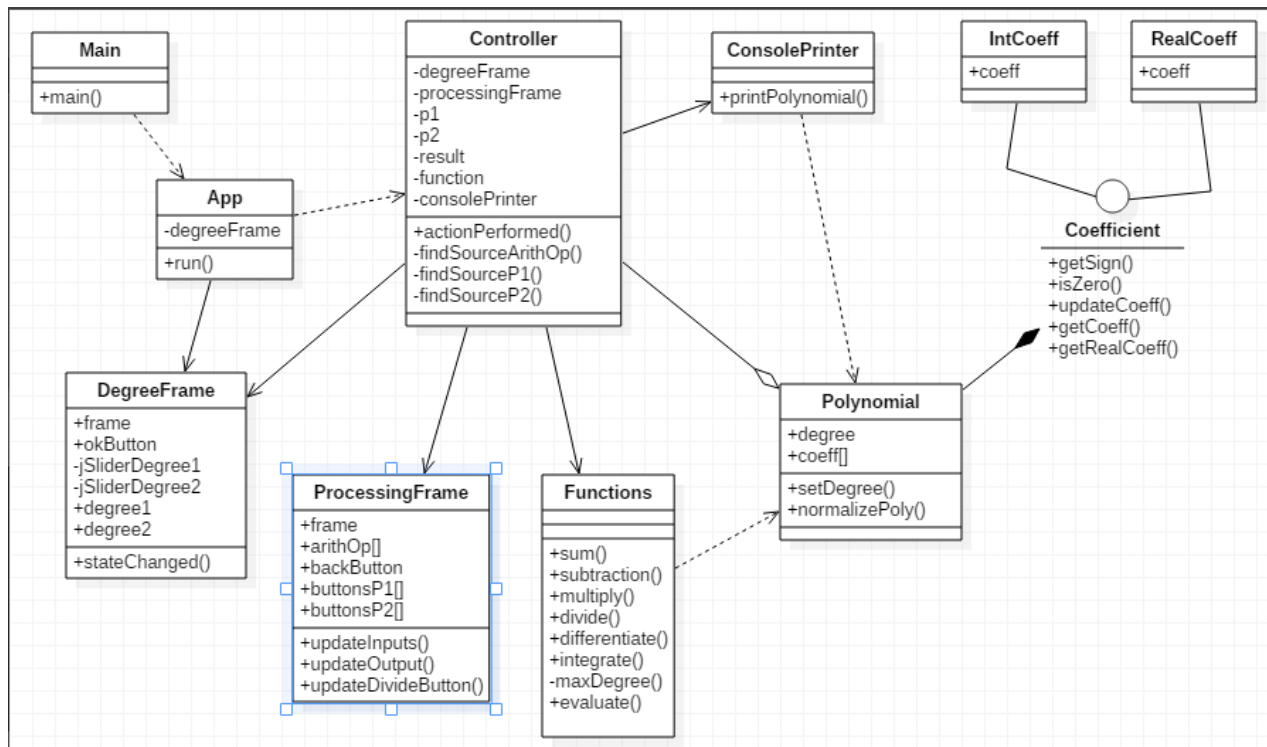 Main
+main()
App
-degreeFrame
+run()
Controller
-degreeFrame
-processingFrame
-p1
-p2
-result
-function
-consolePrinter
+actionPerformed()
-findSourceArithOp()
-findSourceP1()
-findSourceP2()
ConsolePrinter
+printPolynomial()
IntCoeff
+coeff
RealCoeff
+coeff
Coefficient
+getSign()
+isZero()
+updateCoeff()
+getCoeff()
+getRealCoeff()
DegreeFrame
+frame
+okButton
-jSliderDegree1
-jSliderDegree2
+degree1
+degree2
+stateChanged()
ProcessingFrame
+frame
+arithOp[]
+backButton
+buttonsP1[]
+buttonsP2[]
+updateInputs()
+updateOutput()
+updateDivideButton()
Functions
+sum()
+subtraction()
+multiply()
+divide()
+differentiate()
+integrate()
-maxDegree()
+evaluate()
Polynomial
+degree
+coeff[]
+setDegree()
+normalizePoly()